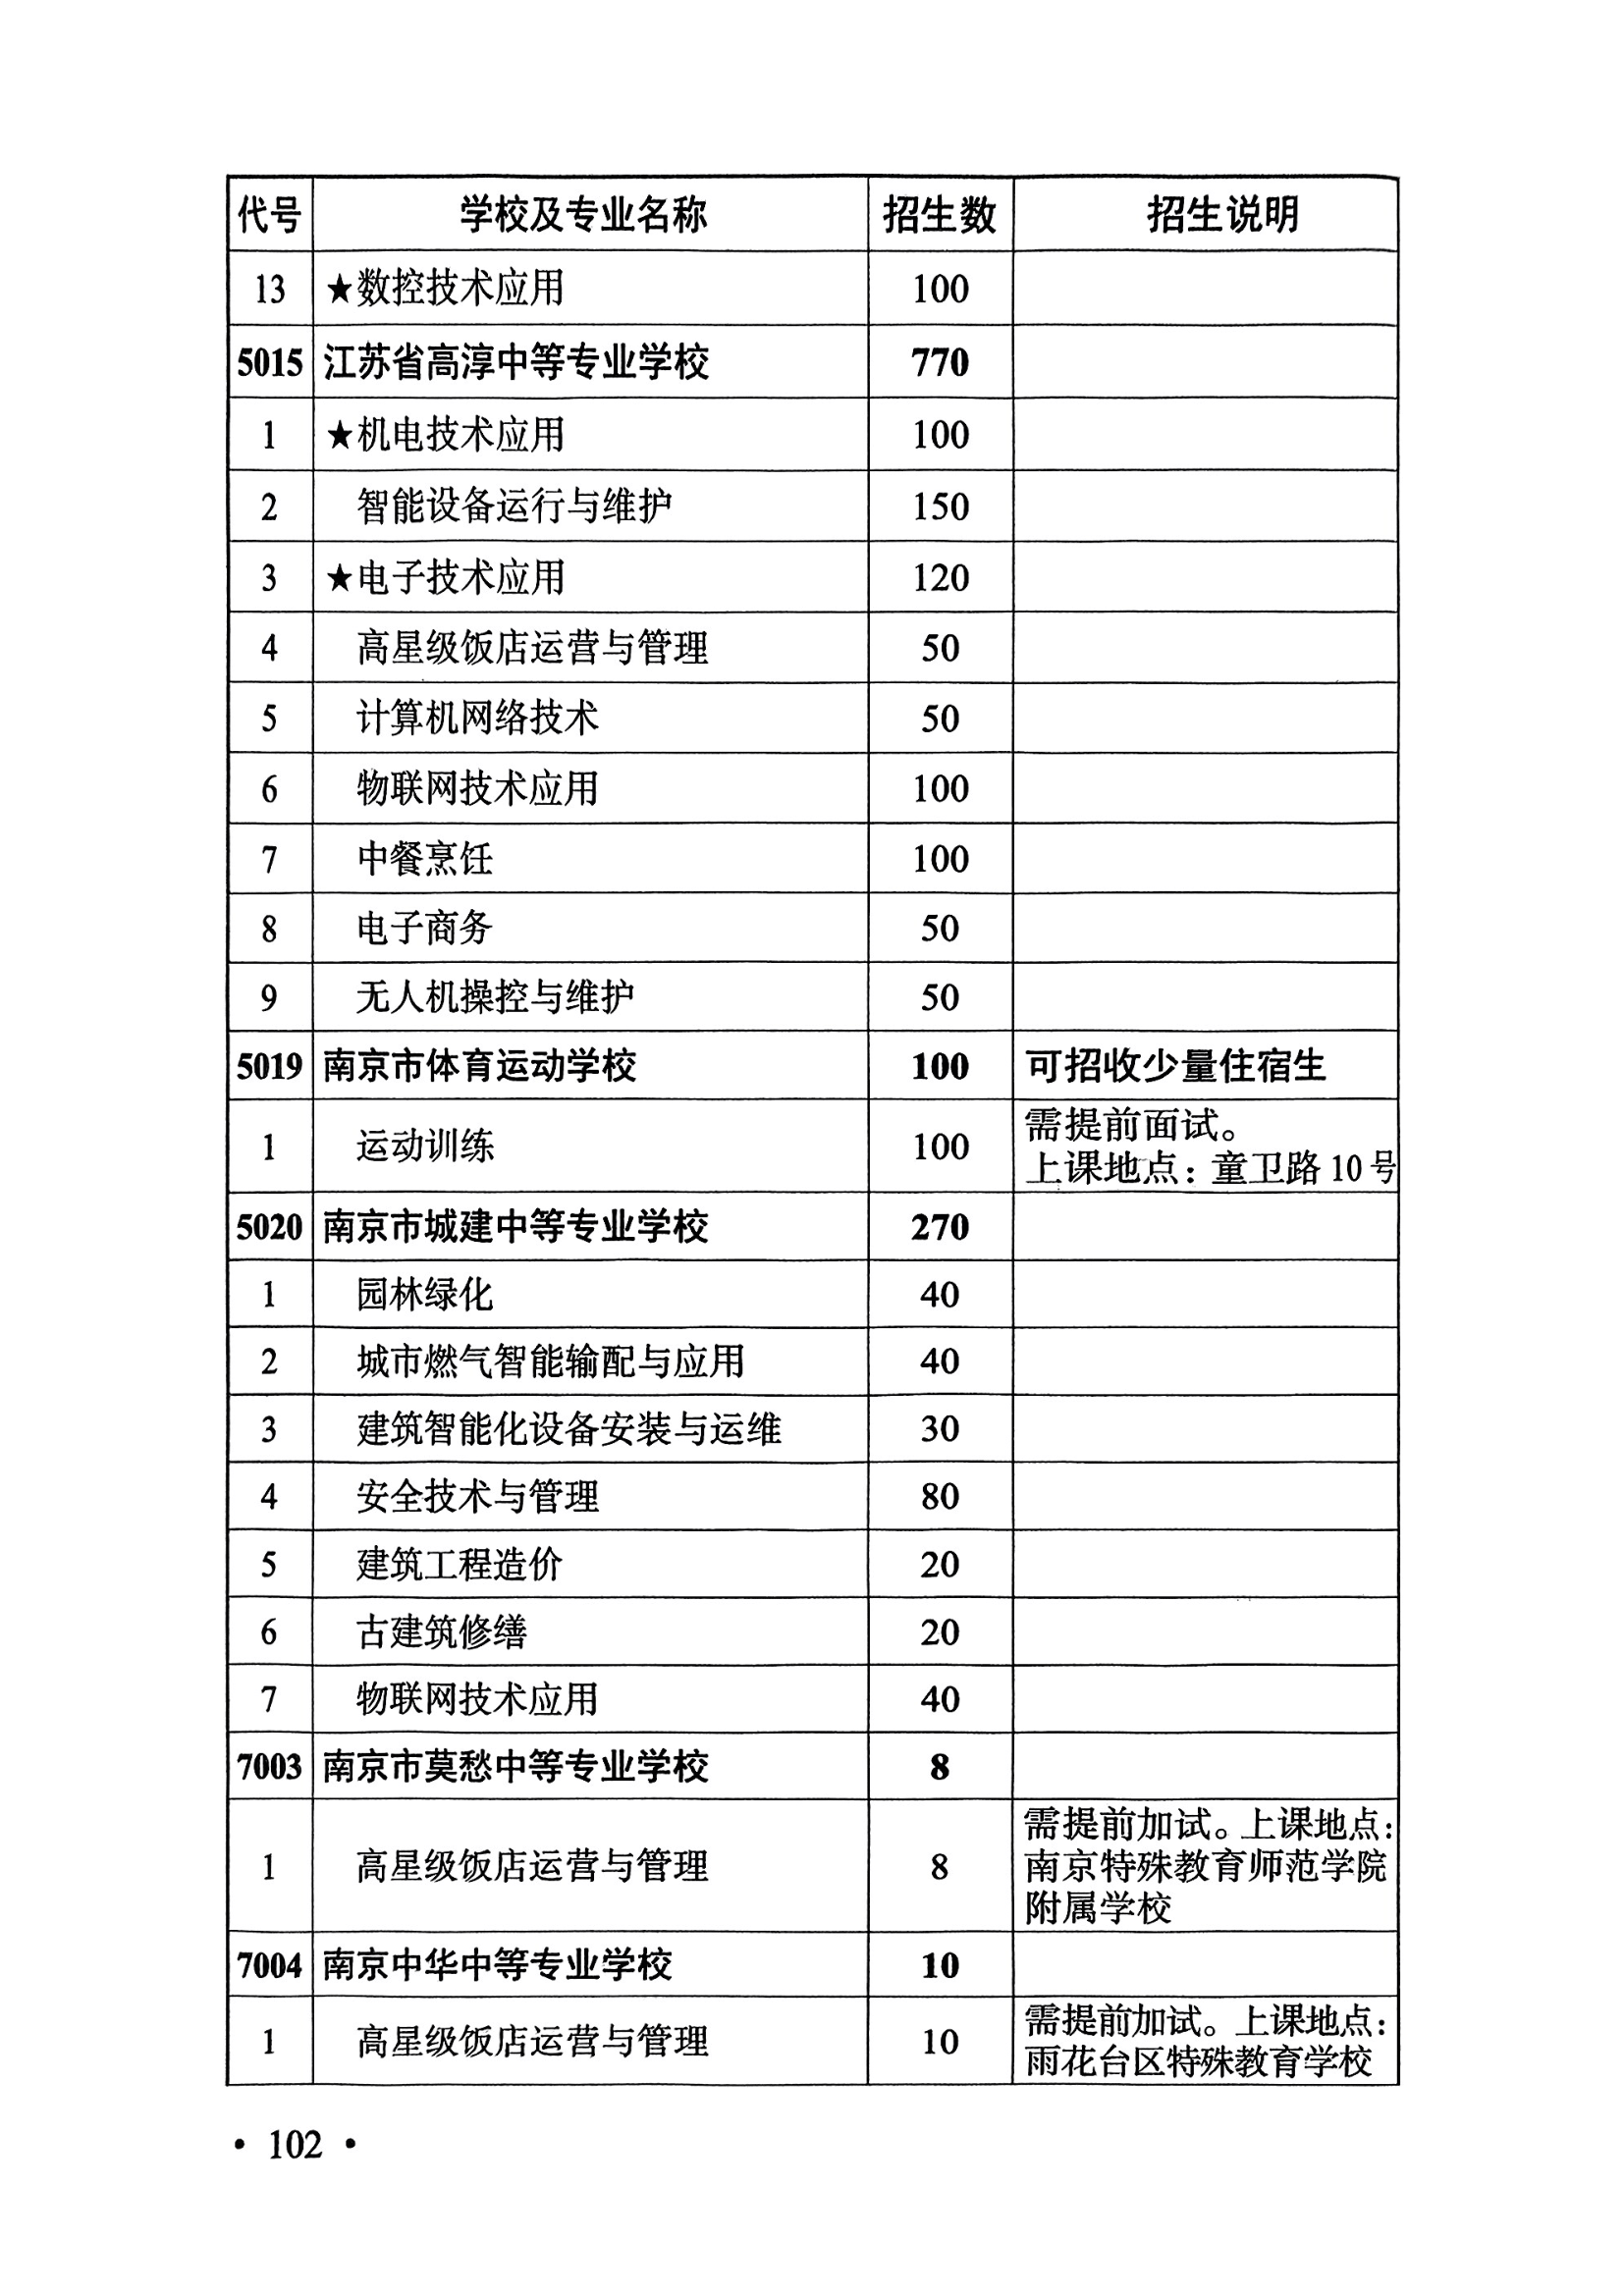 代号 学校及专业名称 招生数 招生说明
13 ★数控技术应用 100
5015 江苏省高淳中等专业学校 770
1 ★机电技术应用 100
2 智能设备运行与维护 150
3 ★电子技术应用 120
4 高星级饭店运营与管理 50
5 计算机网络技术 50
6 物联网技术应用 100
7 中餐烹饪 100
8 电子商务 50
9 无人机操控与维护 50
5019 南京市体育运动学校 100 可招收少量住宿生
1 运动训练 100 需提前面试。
上课地点：童卫路 10 号
5020 南京市城建中等专业学校 270
1 园林绿化 40
2 城市燃气智能输配与应用 40
3 建筑智能化设备安装与运维 30
4 安全技术与管理 80
5 建筑工程造价 20
6 古建筑修缮 20
7 物联网技术应用 40
7003 南京市莫愁中等专业学校 8
1 高星级饭店运营与管理 8 需提前加试。上课地点：
南京特殊教育师范学院
附属学校
7004 南京中华中等专业学校 10
1 高星级饭店运营与管理 10 需提前加试。上课地点：
雨花台区特殊教育学校
· 102 ·